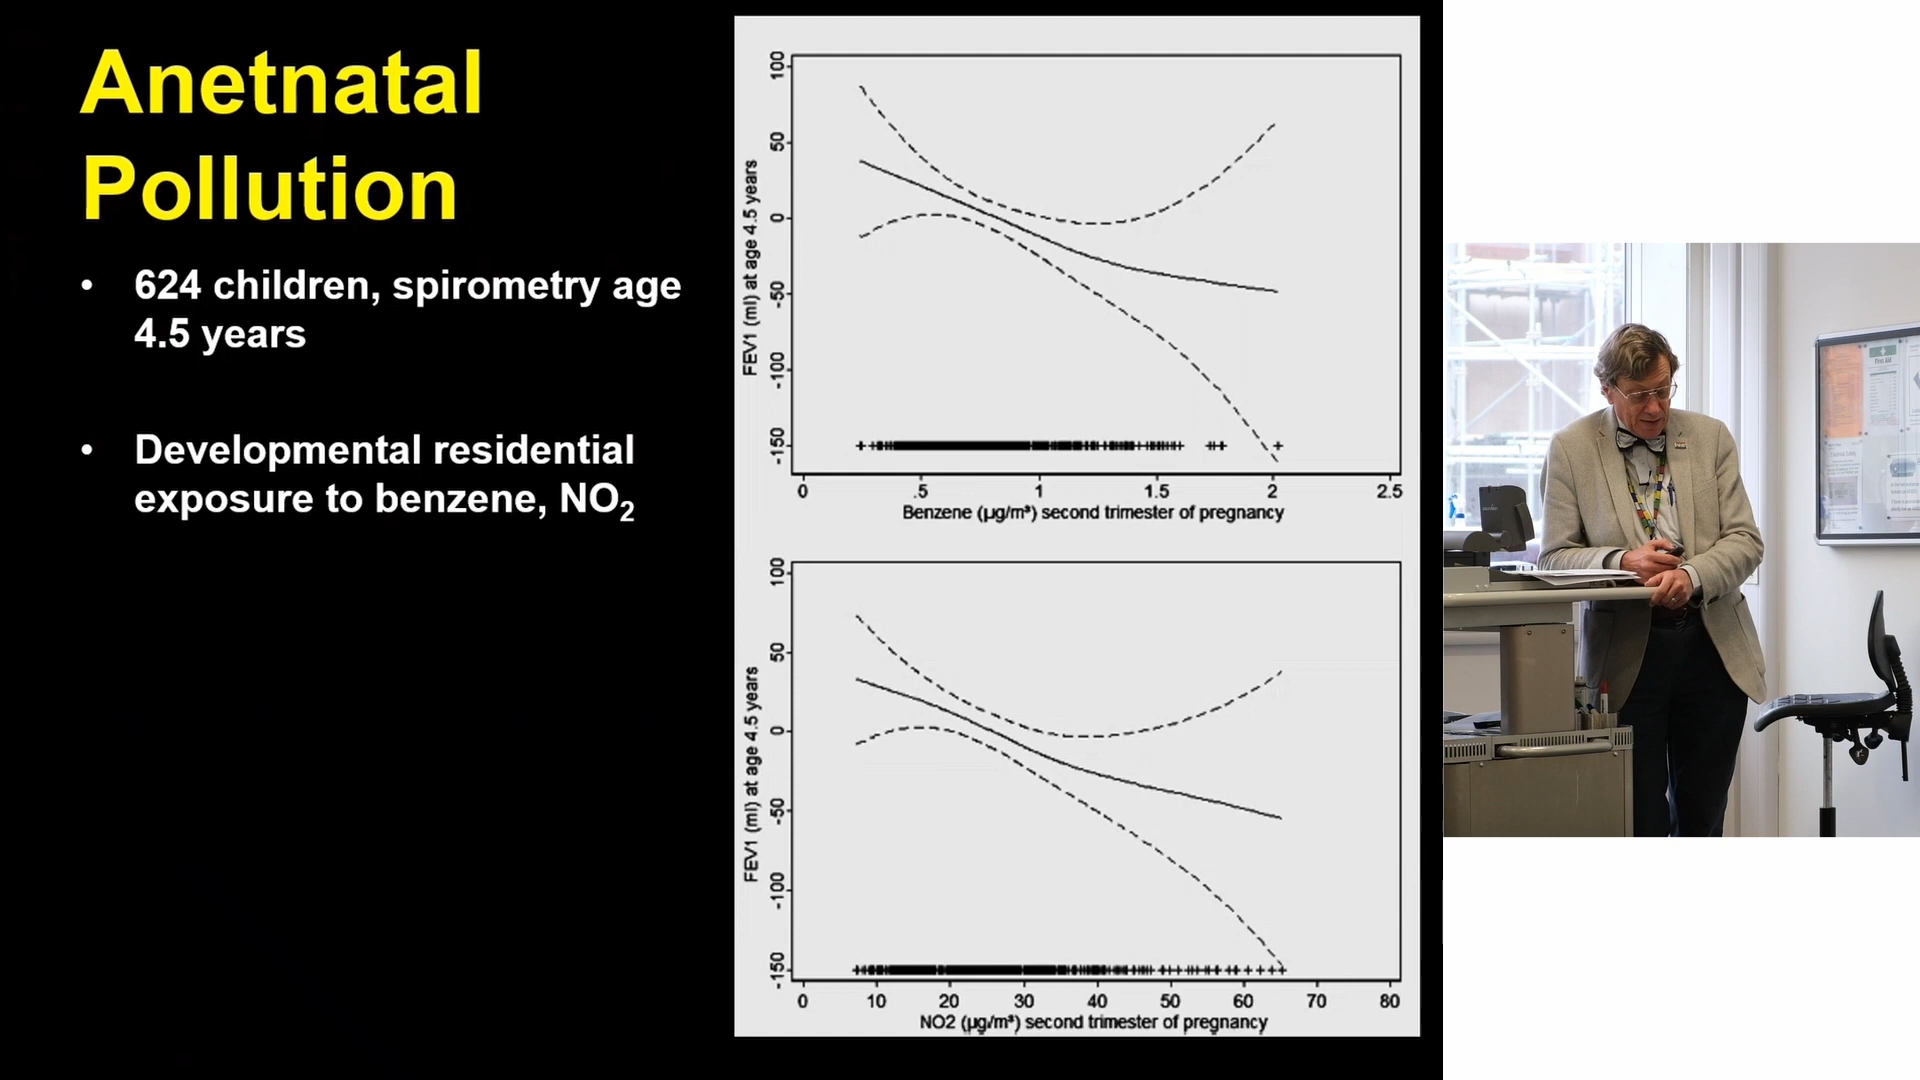 Anetnatal
Pollution
• 624 children, spirometry age
4.5 years
• Developmental residential
exposure to benzene, NO₂
FEV1 (ml) at age 4.5 years
100
50
0
-50
-100
-150
0 .5 1 1.5 2 2.5
Benzene (µg/m³) second trimester of pregnancy
FEV1 (ml) at age 4.5 years
100
50
0
-50
-100
-150
0 10 20 30 40 50 60 70 80
NO2 (µg/m³) second trimester of pregnancy
First Aid